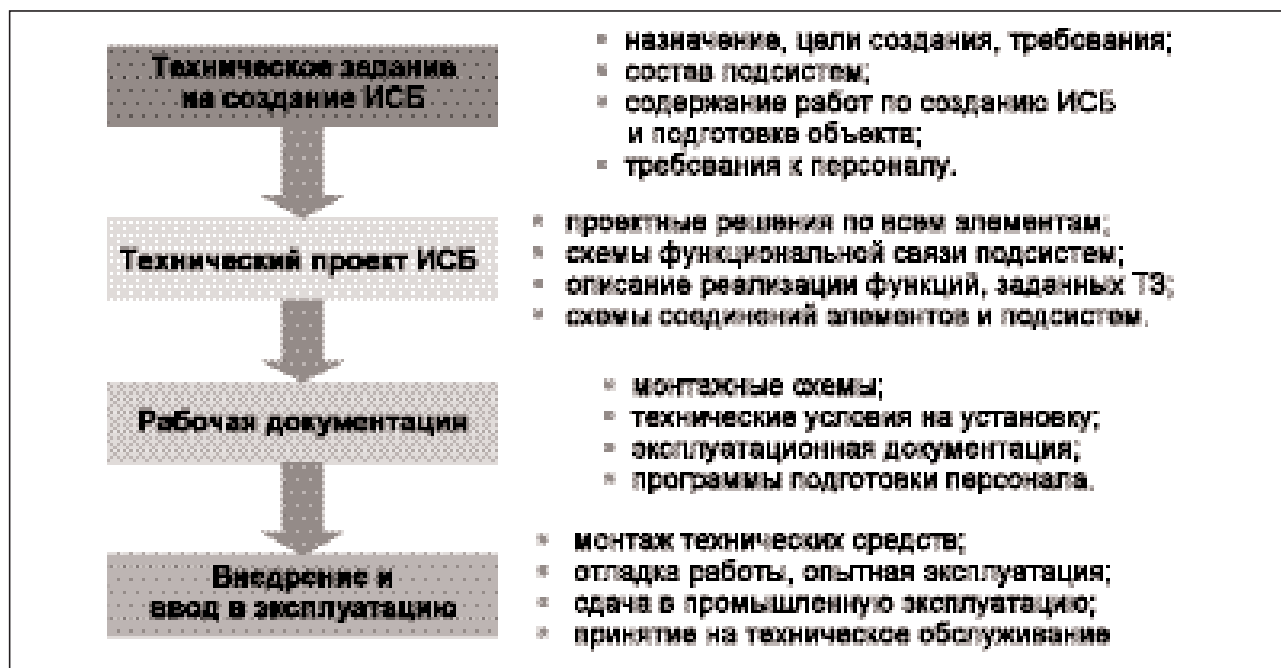 Техническое задание
на создание ИСБ
▪ назначение, цели создания, требования;
▪ состав подсистем;
▪ содержание работ по созданию ИСБ
и подготовке объекта;
▪ требования к персоналу.
Технический проект ИСБ
▪ проектные решения по всем элементам;
▪ схемы функциональной связи подсистем;
▪ описание реализации функций, заданных ТЗ;
▪ схемы соединений элементов и подсистем.
Рабочая документация
▪ монтажные схемы;
▪ технические условия на установку;
▪ эксплуатационная документация;
▪ программы подготовки персонала.
Внедрение и
ввод в эксплуатацию
▪ монтаж технических средств;
▪ отладка работы, опытная эксплуатация;
▪ сдача в промышленную эксплуатацию;
▪ принятие на техническое обслуживание